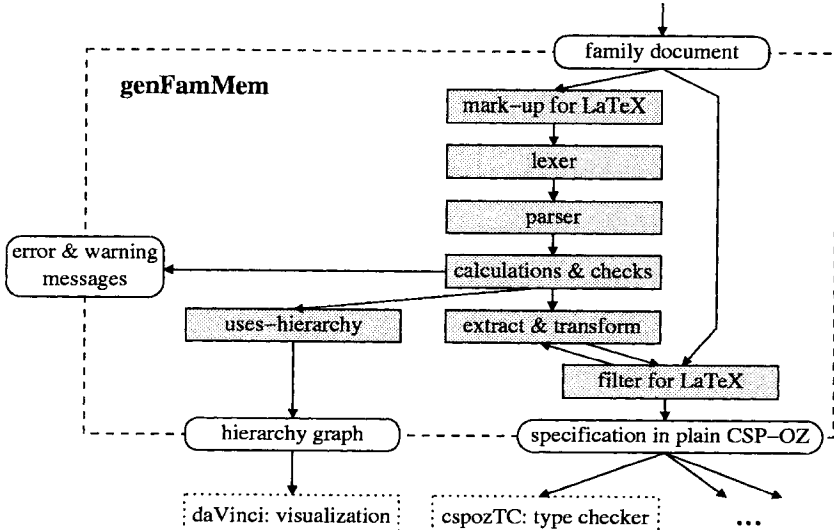 family document
genFamMem
mark-up for LaTeX
lexer
parser
error & warning
messages
calculations & checks
uses-hierarchy
extract & transform
filter for LaTeX
hierarchy graph
specification in plain CSP-OZ
daVinci: visualization
cspozTC: type checker
...